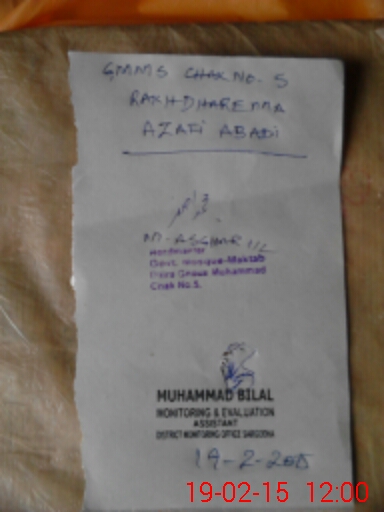 GMMS CHAK NO. 5
RAKH DHAREMA
AZAFI ABADI
M. ASGHAR
Headmaster
Govt. Mosque Maktab
Muhammad
Chak No.5.
MUHAMMAD BILAL
MONITORING & EVALUATION
ASSISTANT
DISTRICT MONITORING OFFICE SARGODHA
19-2-2015
19-02-15 12:00